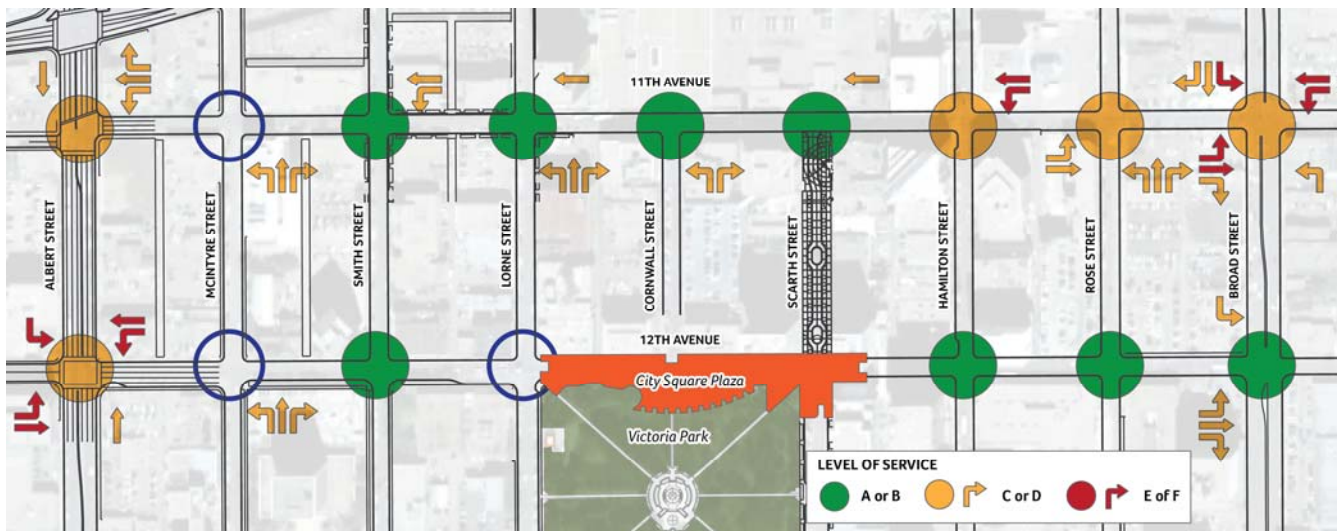 11TH AVENUE
ALBERT STREET
MCINTYRE STREET
SMITH STREET
LORNE STREET
CORNWALL STREET
SCARTH STREET
HAMILTON STREET
ROSE STREET
BROAD STREET
12TH AVENUE
City Square Plaza
Victoria Park
LEVEL OF SERVICE
A or B
C or D
E of F